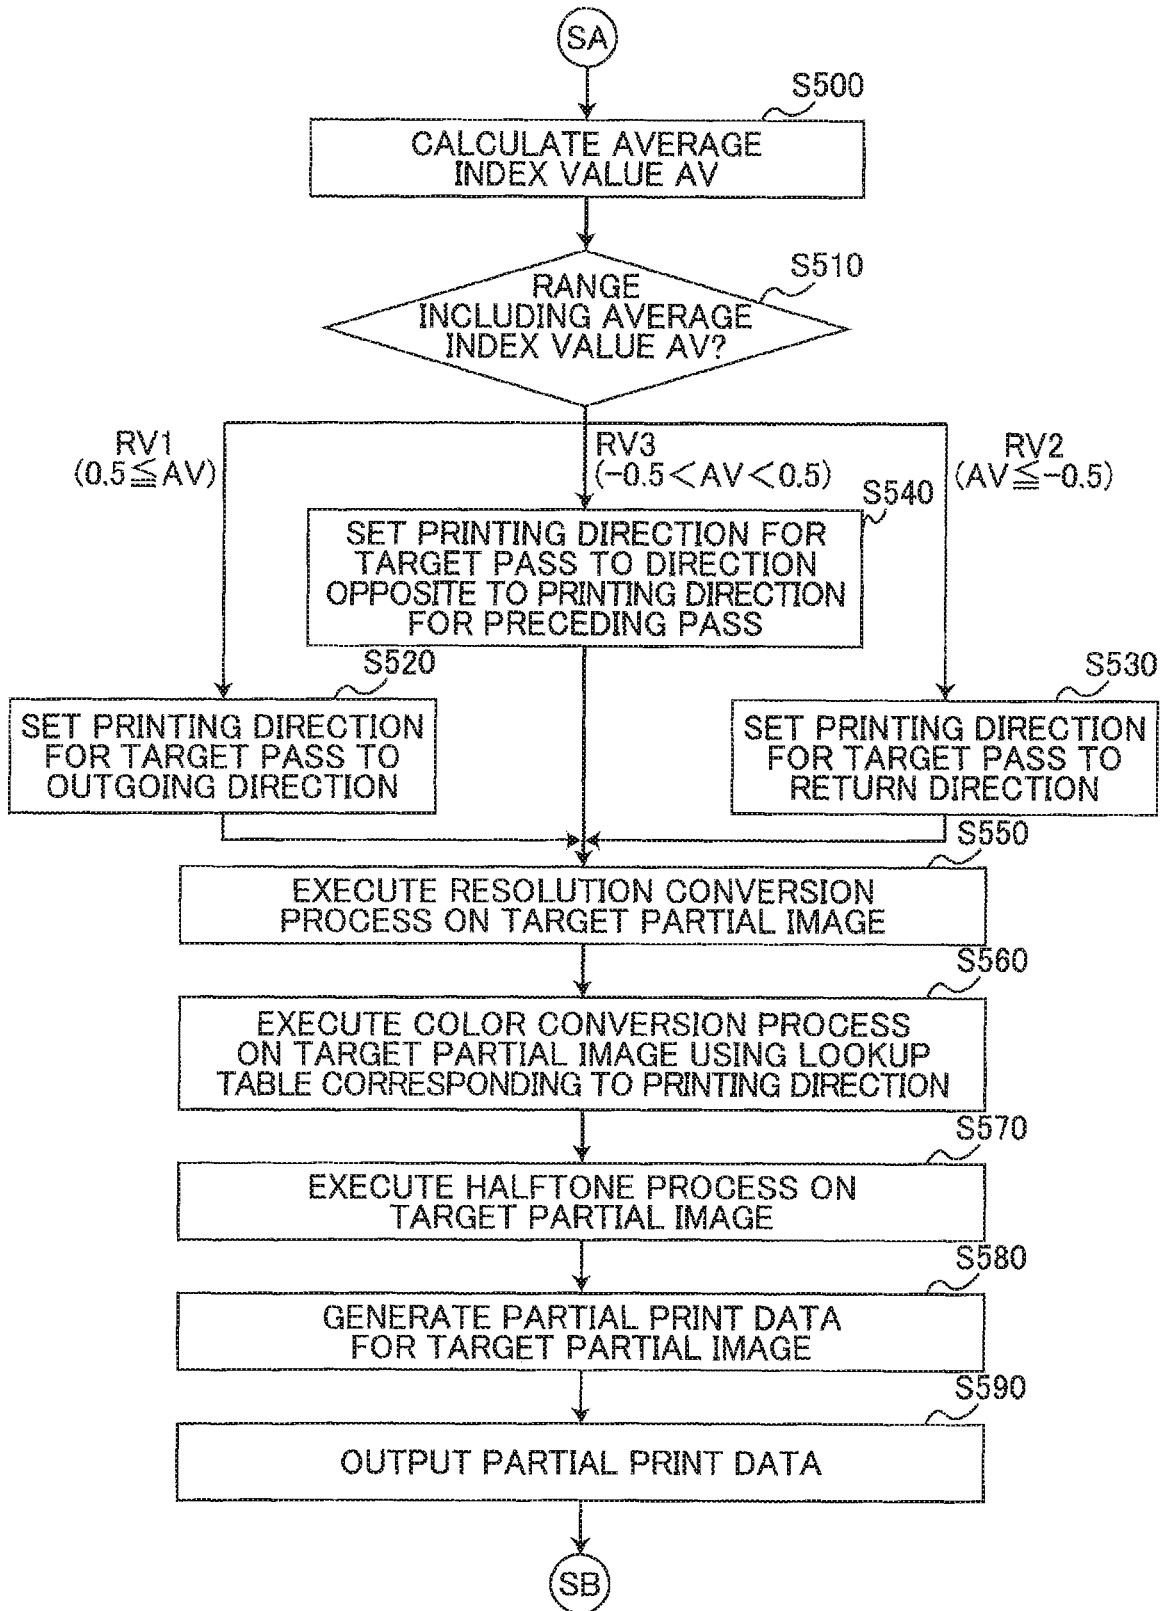 SA
S500
CALCULATE AVERAGE
INDEX VALUE AV
S510
RANGE
INCLUDING AVERAGE
INDEX VALUE AV?
RV1
(0.5≦AV)
RV3
(-0.5<AV<0.5)
RV2
(AV≦-0.5)
S540
SET PRINTING DIRECTION FOR
TARGET PASS TO DIRECTION
OPPOSITE TO PRINTING DIRECTION
FOR PRECEDING PASS
S520
SET PRINTING DIRECTION
FOR TARGET PASS TO
OUTGOING DIRECTION
S530
SET PRINTING DIRECTION
FOR TARGET PASS TO
RETURN DIRECTION
S550
EXECUTE RESOLUTION CONVERSION
PROCESS ON TARGET PARTIAL IMAGE
S560
EXECUTE COLOR CONVERSION PROCESS
ON TARGET PARTIAL IMAGE USING LOOKUP
TABLE CORRESPONDING TO PRINTING DIRECTION
S570
EXECUTE HALFTONE PROCESS ON
TARGET PARTIAL IMAGE
S580
GENERATE PARTIAL PRINT DATA
FOR TARGET PARTIAL IMAGE
S590
OUTPUT PARTIAL PRINT DATA
SB